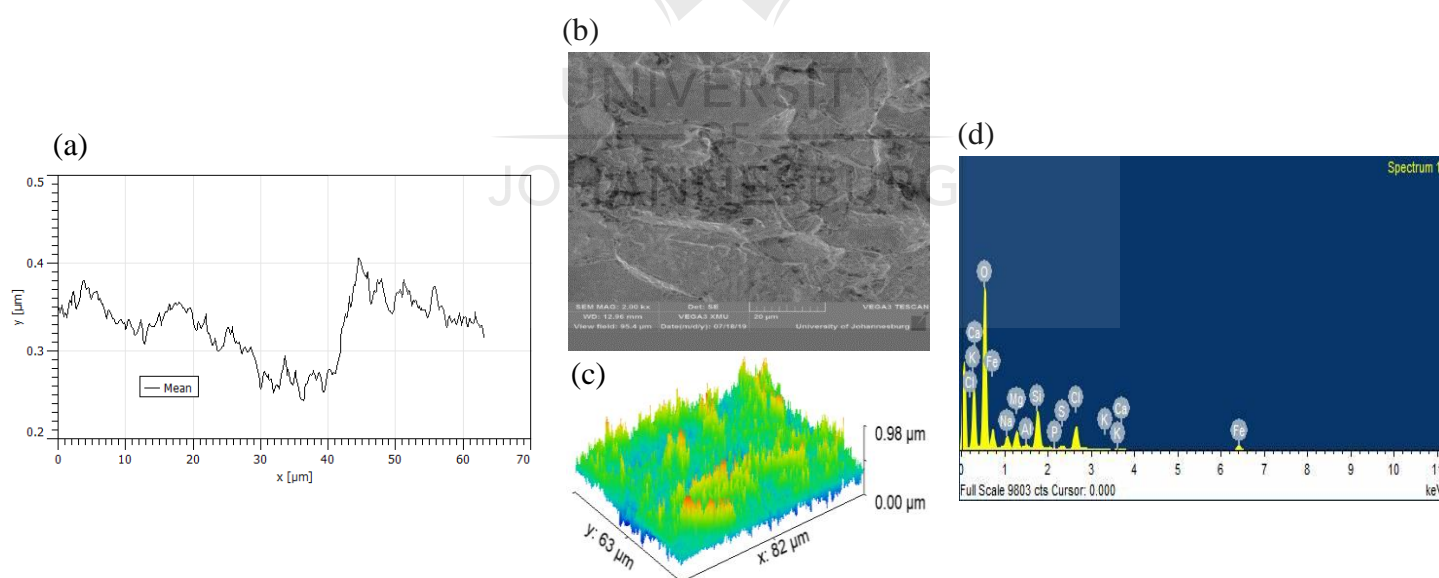 (a)
0.5
0.4
0.3
0.2
y [µm]
Mean
0 10 20 30 40 50 60 70
x [µm]
(b)
UNIVERSITY
OF
JOHANNESBURG
SEM MAG: 2.00 kx Det: SE VEGA3 TESCAN
WD: 12.96 mm VEGA3 XMU 20 µm
View field: 95.4 µm Date(m/d/y): 07/18/19 University of Johannesburg
(c)
0.98 µm
0.00 µm
y: 63 µm
x: 82 µm
(d)
Spectrum 1
O
Ca
K
Fe
Cl
Na
Mg
Al
Si
P
S
Cl
K
Ca
K
Fe
0 1 2 3 4 5 6 7 8 9 10 11
Full Scale 9803 cts Cursor: 0.000 keV